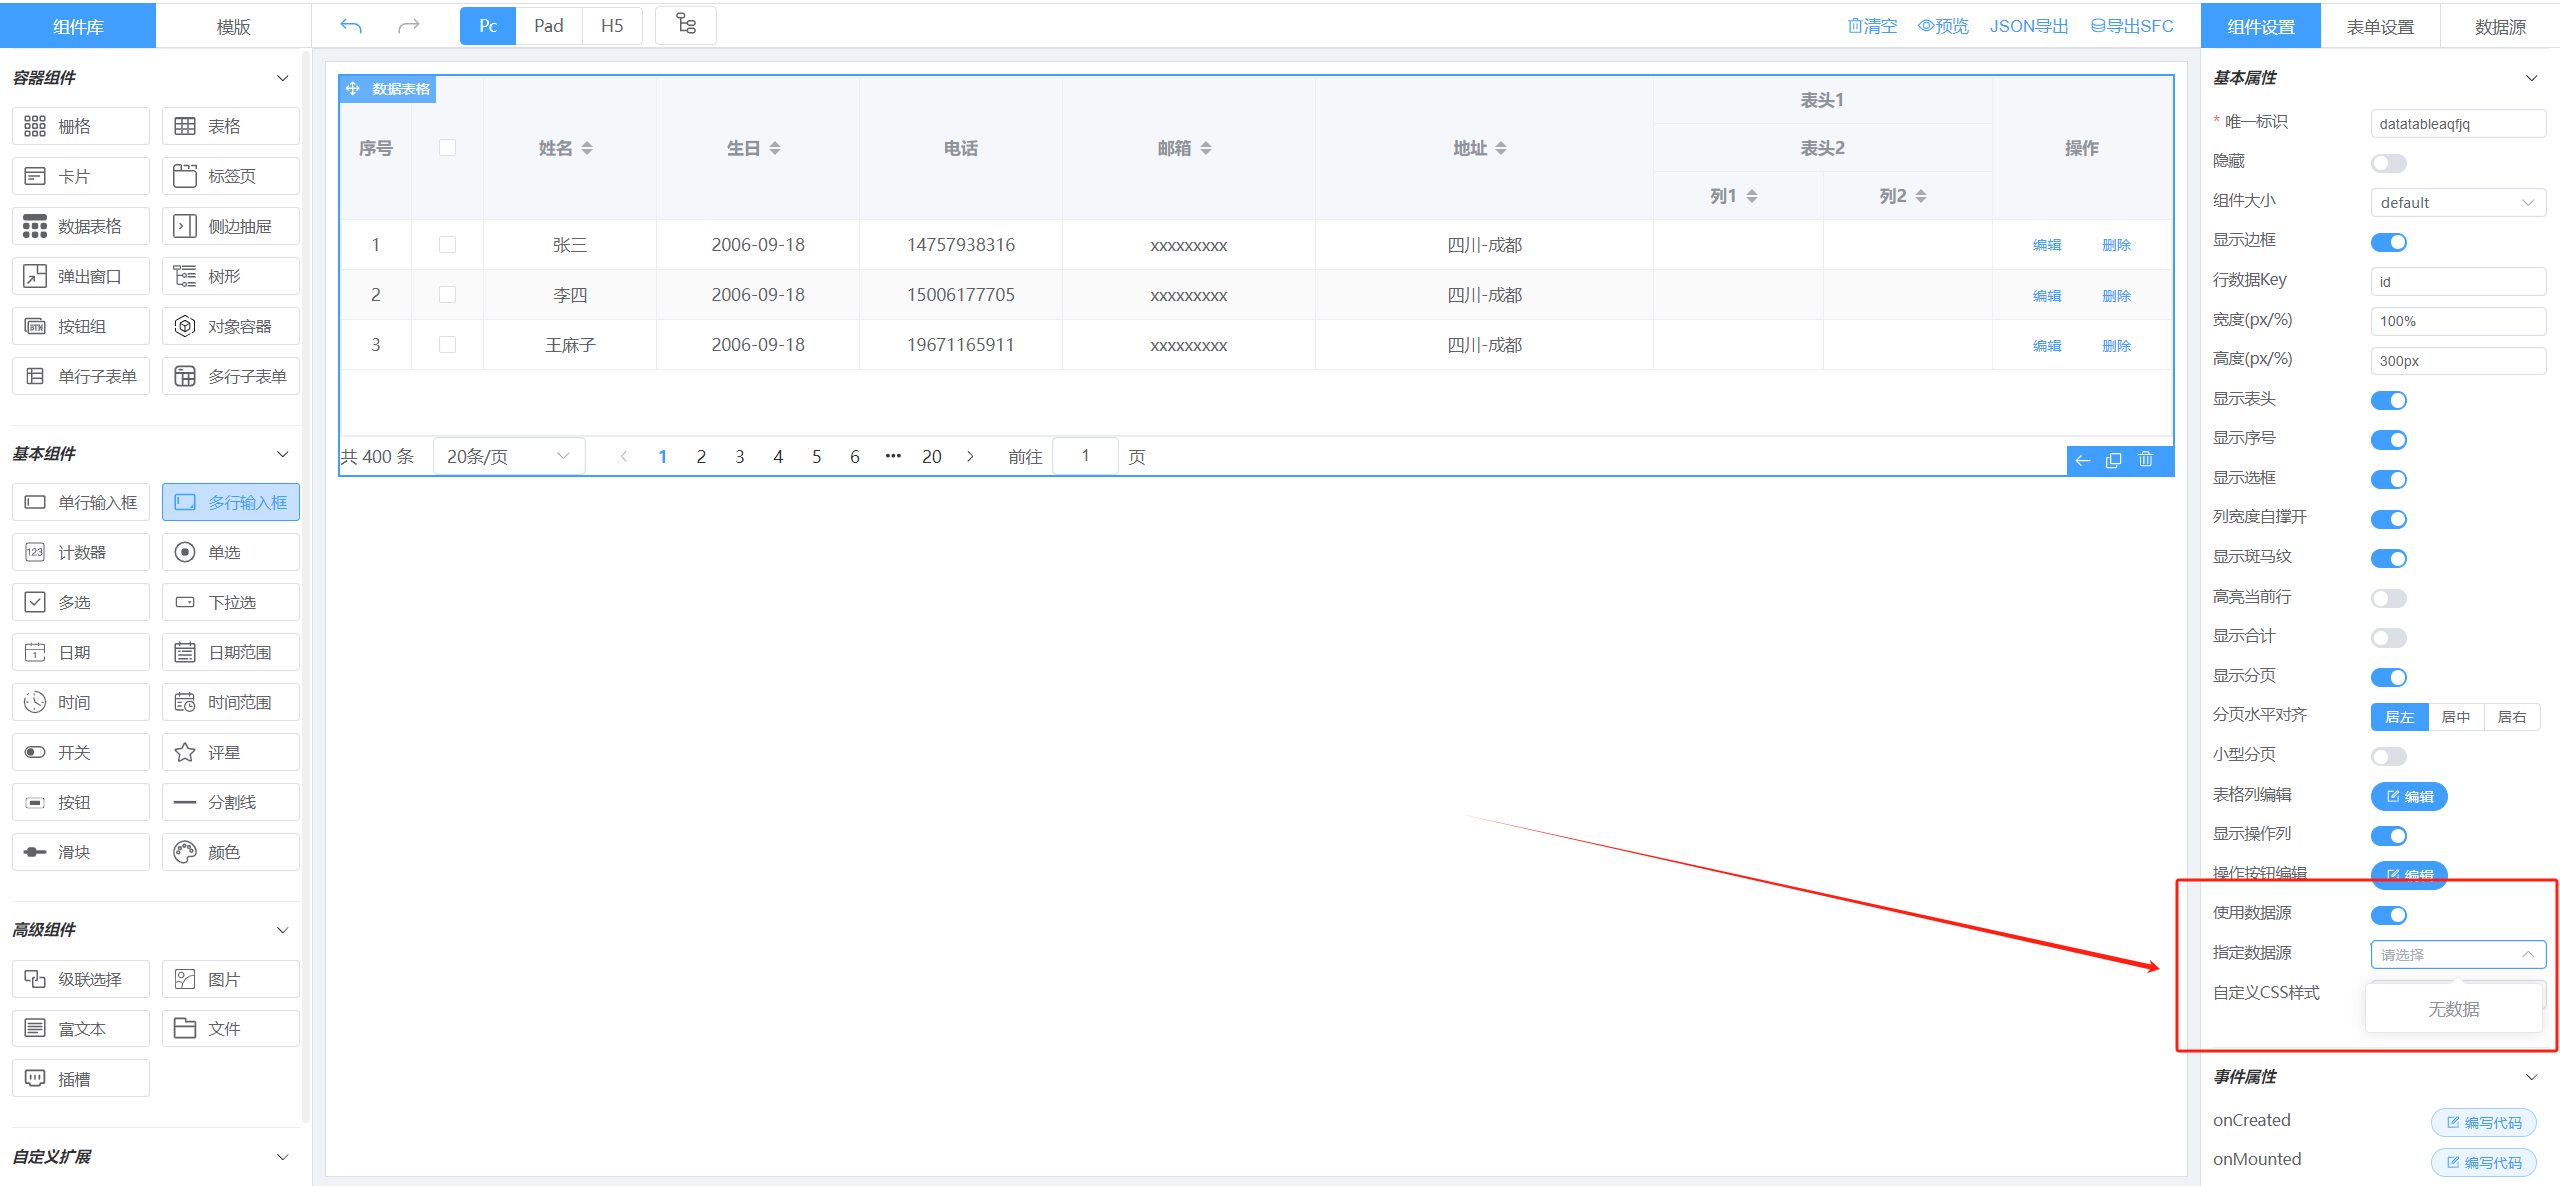 组件库 模版 Pc Pad H5 清空 预览 JSON导出 导出SFC 组件设置 表单设置 数据源
容器组件
栅格 表格
卡片 标签页
数据表格 侧边抽屉
弹出窗口 树形
按钮组 对象容器
单行子表单 多行子表单
基本组件
单行输入框 多行输入框
计数器 单选
多选 下拉选
日期 日期范围
时间 时间范围
开关 评星
按钮 分割线
滑块 颜色
高级组件
级联选择 图片
富文本 文件
插槽
自定义扩展
数据表格
序号 姓名 生日 电话 邮箱 地址 表头1 操作
表头2
列1 列2
1 张三 2006-09-18 14757938316 xxxxxxxxx 四川-成都 编辑 删除
2 李四 2006-09-18 15006177705 xxxxxxxxx 四川-成都 编辑 删除
3 王麻子 2006-09-18 19671165911 xxxxxxxxx 四川-成都 编辑 删除
共 400 条 20条/页 1 2 3 4 5 6 ••• 20 前往 1 页
基本属性
* 唯一标识 datatableaqfjq
隐藏
组件大小 default
显示边框
行数据Key id
宽度(px/%) 100%
高度(px/%) 300px
显示表头
显示序号
显示选框
列宽度自撑开
显示斑马纹
高亮当前行
显示合计
显示分页
分页水平对齐 居左 居中 居右
小型分页
表格列编辑 编辑
显示操作列
操作按钮编辑 编辑
使用数据源
指定数据源 请选择
自定义CSS样式
无数据
事件属性
onCreated 编写代码
onMounted 编写代码